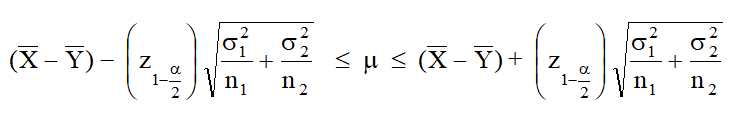 (X̅ – Y̅) – (z_{1–α/2}) √(σ₁²/n₁ + σ₂²/n₂) ≤ μ ≤ (X̅ – Y̅) + (z_{1–α/2}) √(σ₁²/n₁ + σ₂²/n₂)